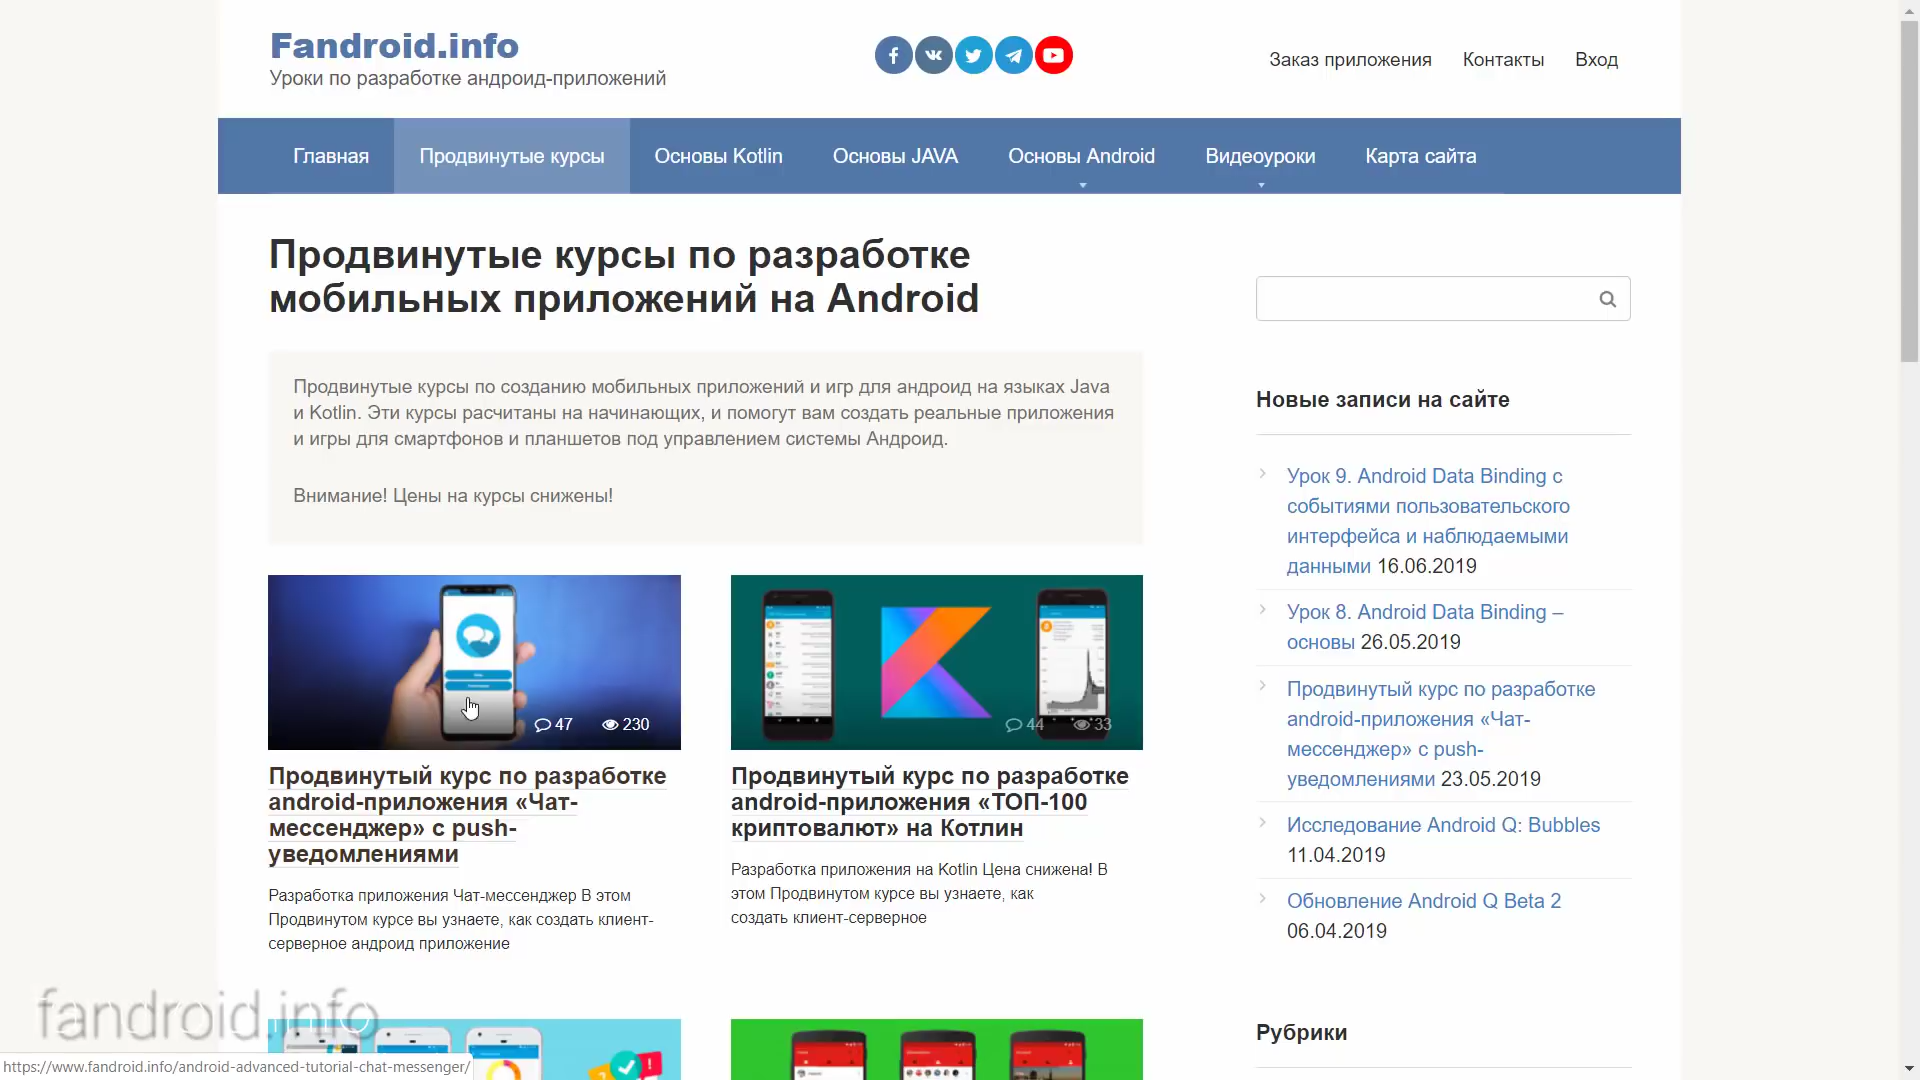 Fandroid.info
Уроки по разработке андроид-приложений
Заказ приложения
Контакты
Вход
Главная
Продвинутые курсы
Основы Kotlin
Основы JAVA
Основы Android
Видеоуроки
Карта сайта
Продвинутые курсы по разработке
мобильных приложений на Android
Продвинутые курсы по созданию мобильных приложений и игр для андроид на языках Java
и Kotlin. Эти курсы расчитаны на начинающих, и помогут вам создать реальные приложения
и игры для смартфонов и планшетов под управлением системы Андроид.
Внимание! Цены на курсы снижены!
47
230
Продвинутый курс по разработке
android-приложения «Чат-
мессенджер» с push-
уведомлениями
Разработка приложения Чат-мессенджер В этом
Продвинутом курсе вы узнаете, как создать клиент-
серверное андроид приложение
44
33
Продвинутый курс по разработке
android-приложения «ТОП-100
криптовалют» на Котлин
Разработка приложения на Kotlin Цена снижена! В
этом Продвинутом курсе вы узнаете, как
создать клиент-серверное
Новые записи на сайте
Урок 9. Android Data Binding с
событиями пользовательского
интерфейса и наблюдаемыми
данными 16.06.2019
Урок 8. Android Data Binding –
основы 26.05.2019
Продвинутый курс по разработке
android-приложения «Чат-
мессенджер» с push-
уведомлениями 23.05.2019
Исследование Android Q: Bubbles
11.04.2019
Обновление Android Q Beta 2
06.04.2019
Рубрики
fandroid.info
https://www.fandroid.info/android-advanced-tutorial-chat-messenger/